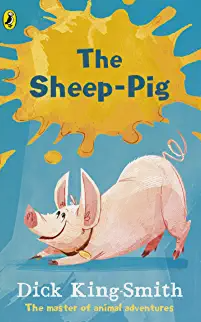 The
Sheep-Pig
Dick King-Smith
The master of animal adventures